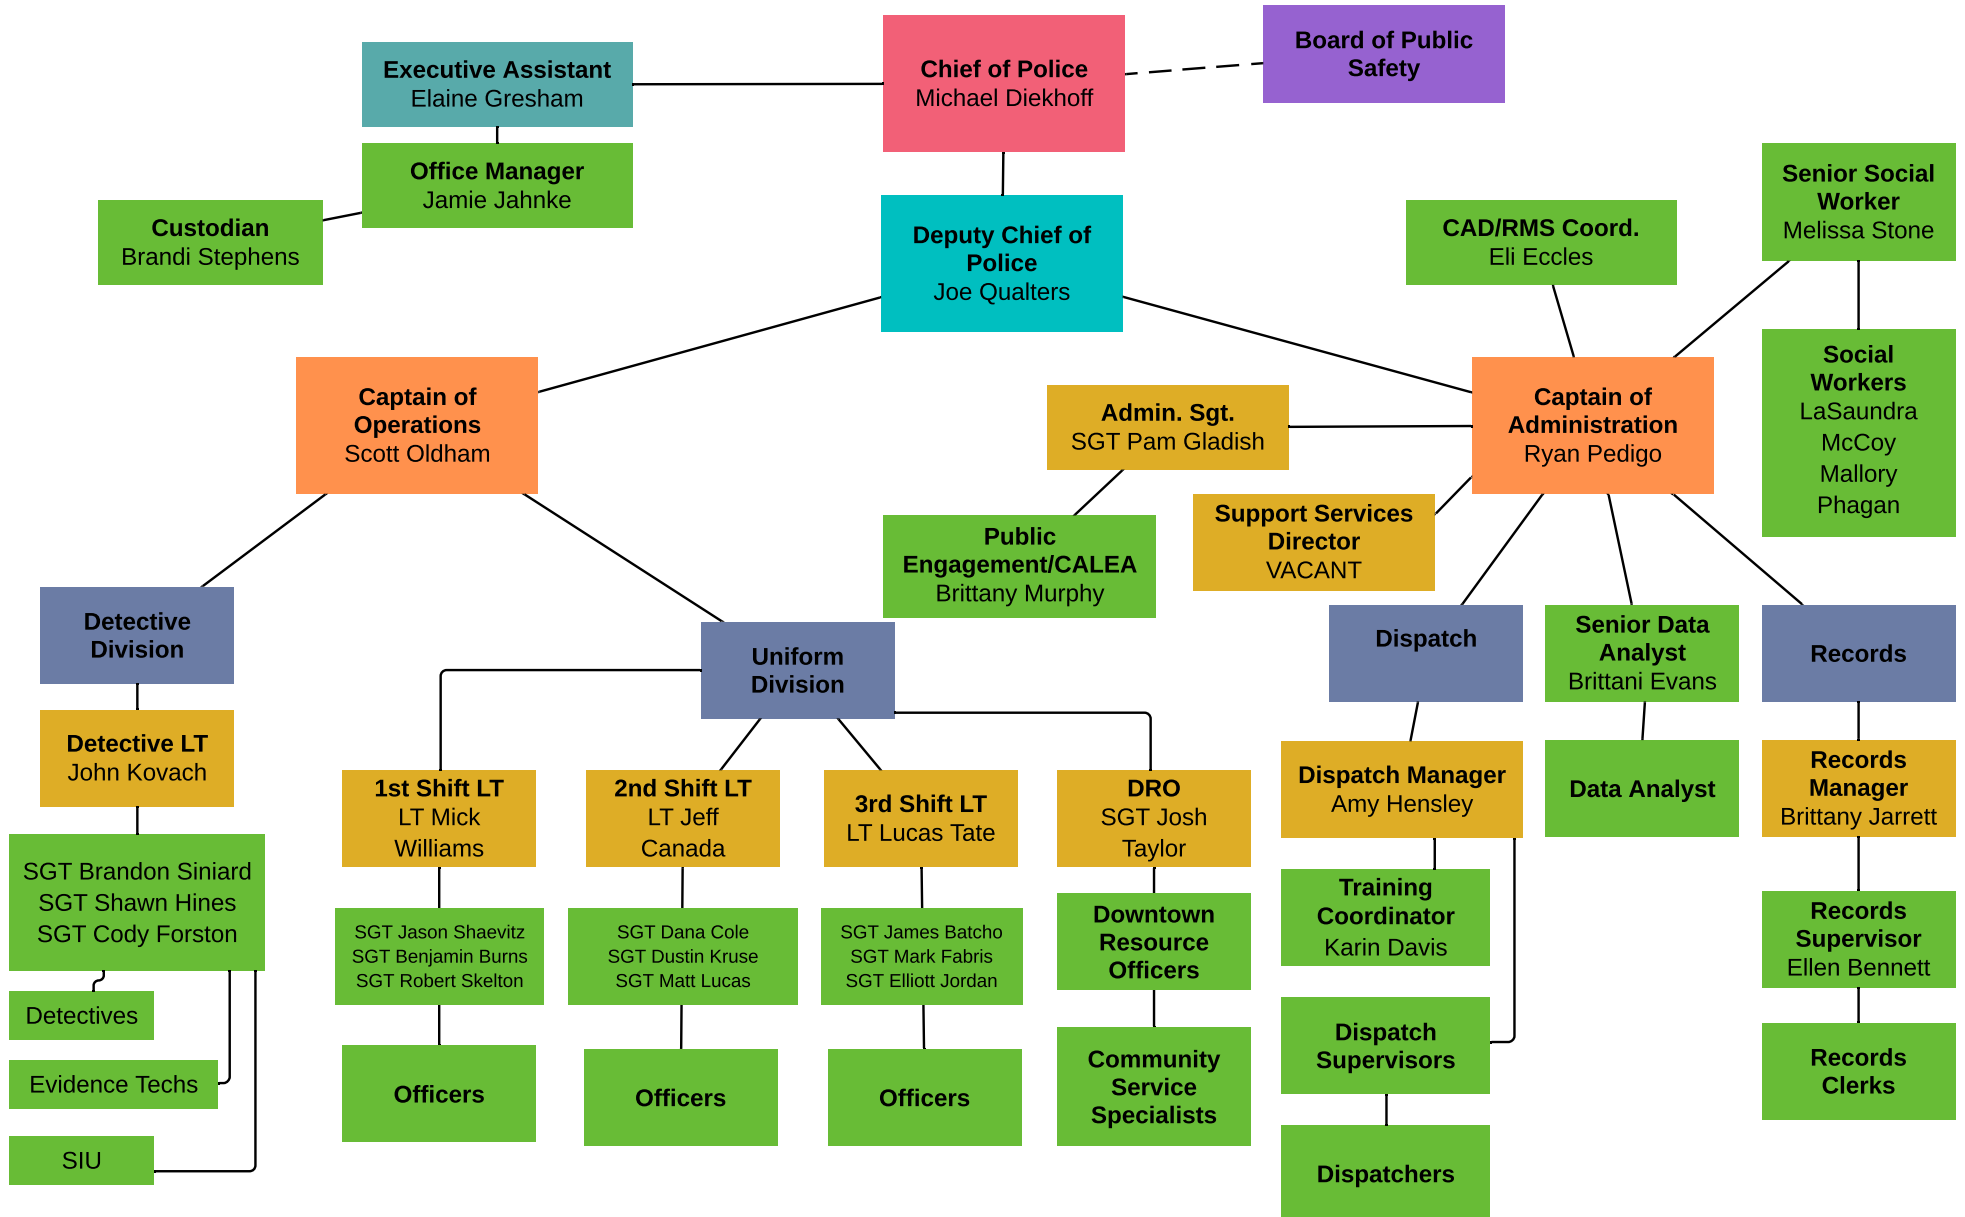 Executive Assistant
Elaine Gresham
Chief of Police
Michael Diekhoff
Board of Public
Safety
Office Manager
Jamie Jahnke
Custodian
Brandi Stephens
Deputy Chief of
Police
Joe Qualters
CAD/RMS Coord.
Eli Eccles
Senior Social
Worker
Melissa Stone
Social
Workers
LaSaundra
McCoy
Mallory
Phagan
Captain of
Operations
Scott Oldham
Admin. Sgt.
SGT Pam Gladish
Captain of
Administration
Ryan Pedigo
Public
Engagement/CALEA
Brittany Murphy
Support Services
Director
VACANT
Detective
Division
Uniform
Division
Dispatch
Senior Data
Analyst
Brittani Evans
Records
Detective LT
John Kovach
1st Shift LT
LT Mick
Williams
2nd Shift LT
LT Jeff
Canada
3rd Shift LT
LT Lucas Tate
DRO
SGT Josh
Taylor
Dispatch Manager
Amy Hensley
Data Analyst
Records
Manager
Brittany Jarrett
SGT Brandon Siniard
SGT Shawn Hines
SGT Cody Forston
SGT Jason Shaevitz
SGT Benjamin Burns
SGT Robert Skelton
SGT Dana Cole
SGT Dustin Kruse
SGT Matt Lucas
SGT James Batcho
SGT Mark Fabris
SGT Elliott Jordan
Downtown
Resource
Officers
Training
Coordinator
Karin Davis
Records
Supervisor
Ellen Bennett
Detectives
Evidence Techs
SIU
Officers
Officers
Officers
Community
Service
Specialists
Dispatch
Supervisors
Records
Clerks
Dispatchers